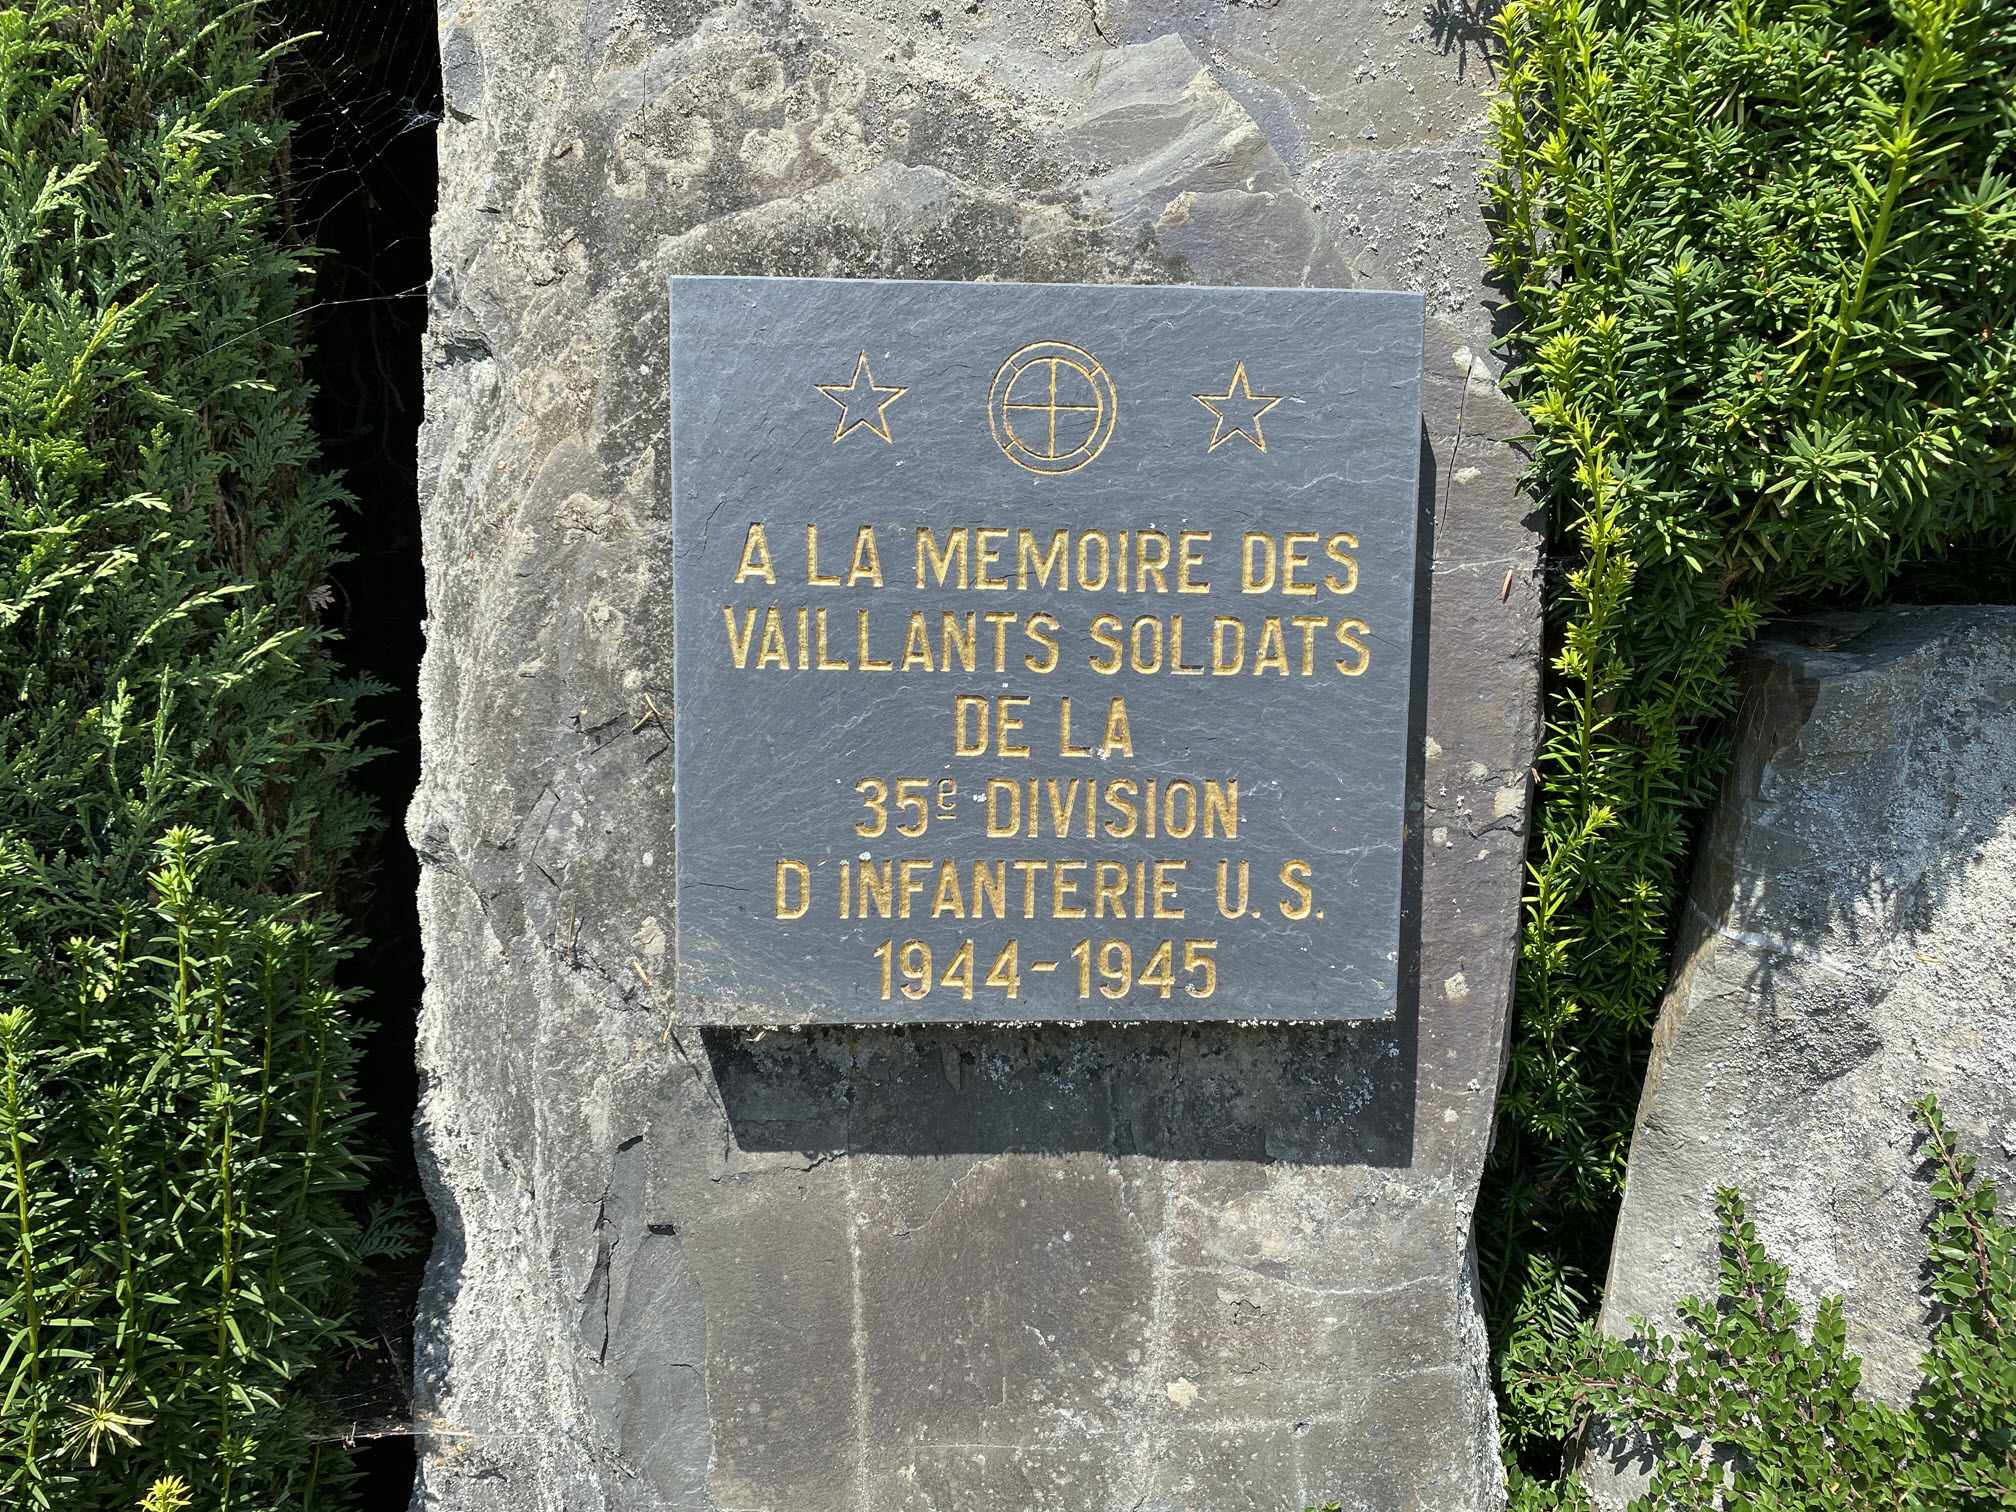 A LA MEMOIRE DES
VAILLANTS SOLDATS
DE LA
35e DIVISION
D'INFANTERIE U.S.
1944-1945